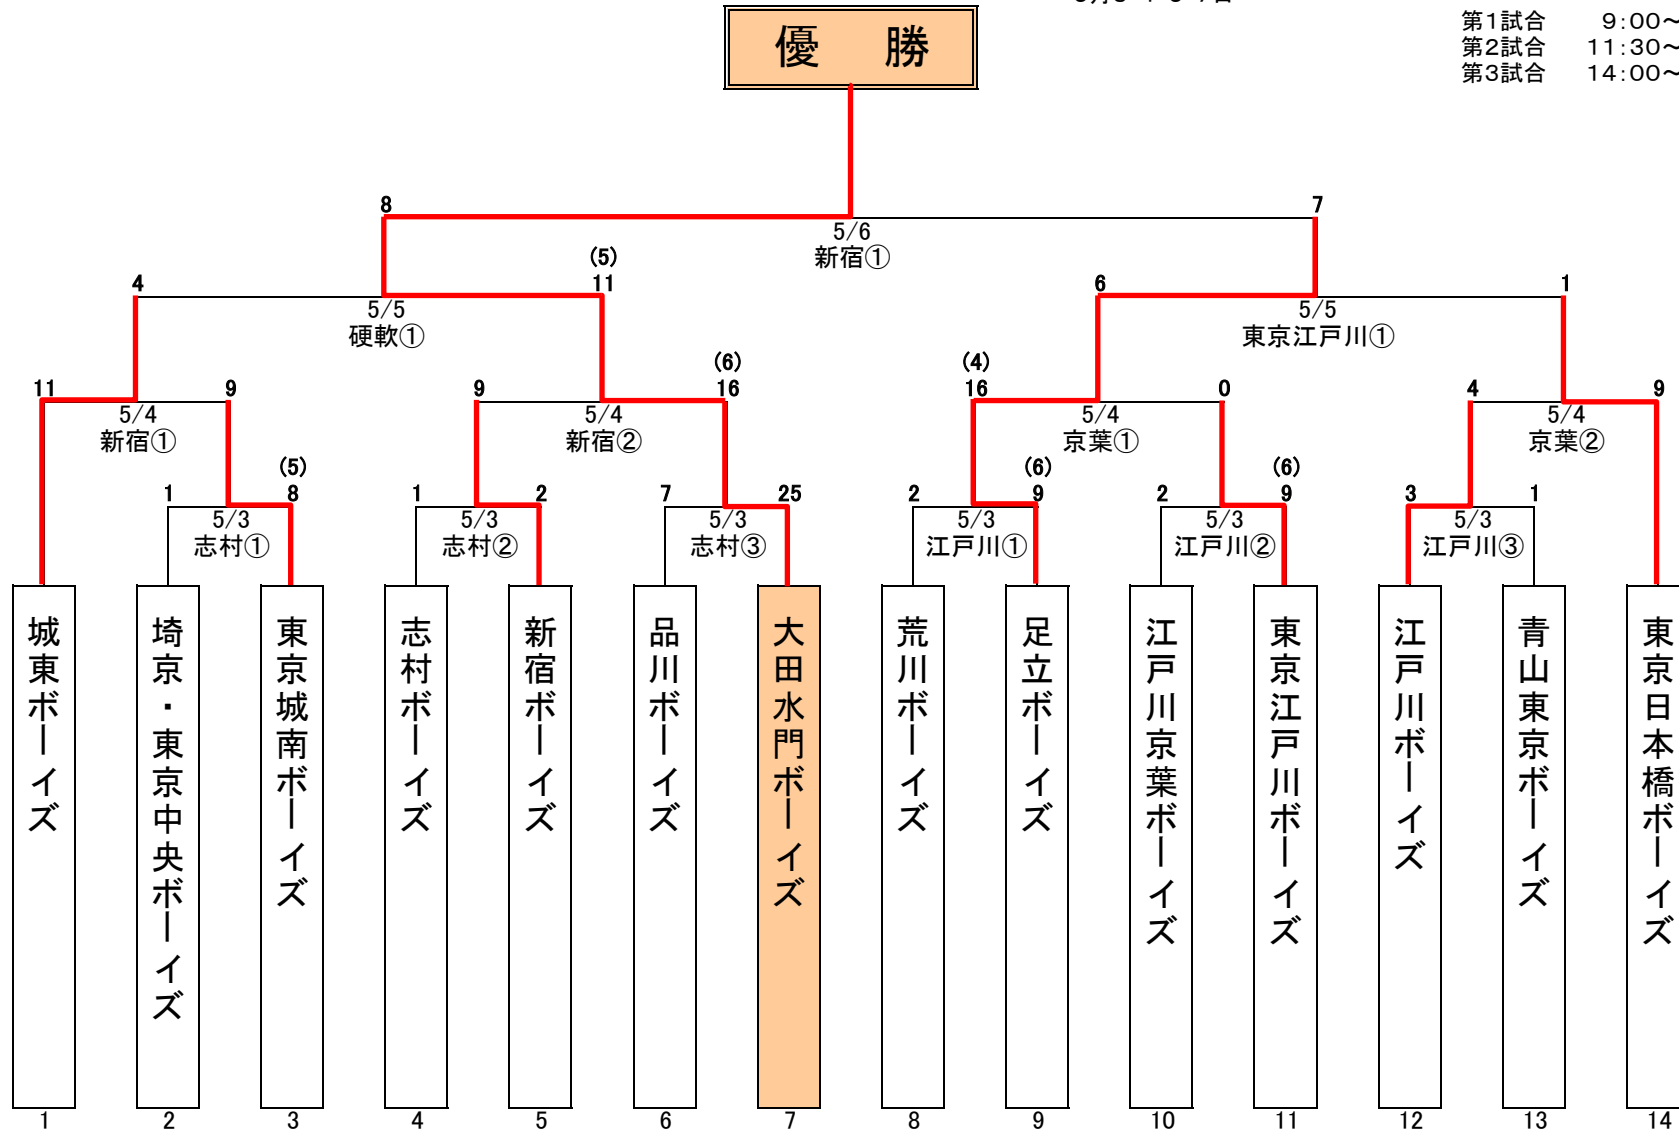 第1試合 9:00～
第2試合 11:30～
第3試合 14:00～
優 勝
8 7
5/6
新宿①
(5)
4 11 6 1
5/5 5/5
硬軟① 東京江戸川①
(6) (4)
11 9 9 16 16 0 4 9
5/4 5/4 5/4 5/4
新宿① 新宿② 京葉① 京葉②
(5) (6) (6)
1 8 1 2 7 25 2 9 2 9 3 1
5/3 5/3 5/3 5/3 5/3 5/3
志村① 志村② 志村③ 江戸川① 江戸川② 江戸川③
城東ボーイズ
埼京・東京中央ボーイズ
東京城南ボーイズ
志村ボーイズ
新宿ボーイズ
品川ボーイズ
大田水門ボーイズ
荒川ボーイズ
足立ボーイズ
江戸川京葉ボーイズ
東京江戸川ボーイズ
江戸川ボーイズ
青山東京ボーイズ
東京日本橋ボーイズ
1 2 3 4 5 6 7 8 9 10 11 12 13 14